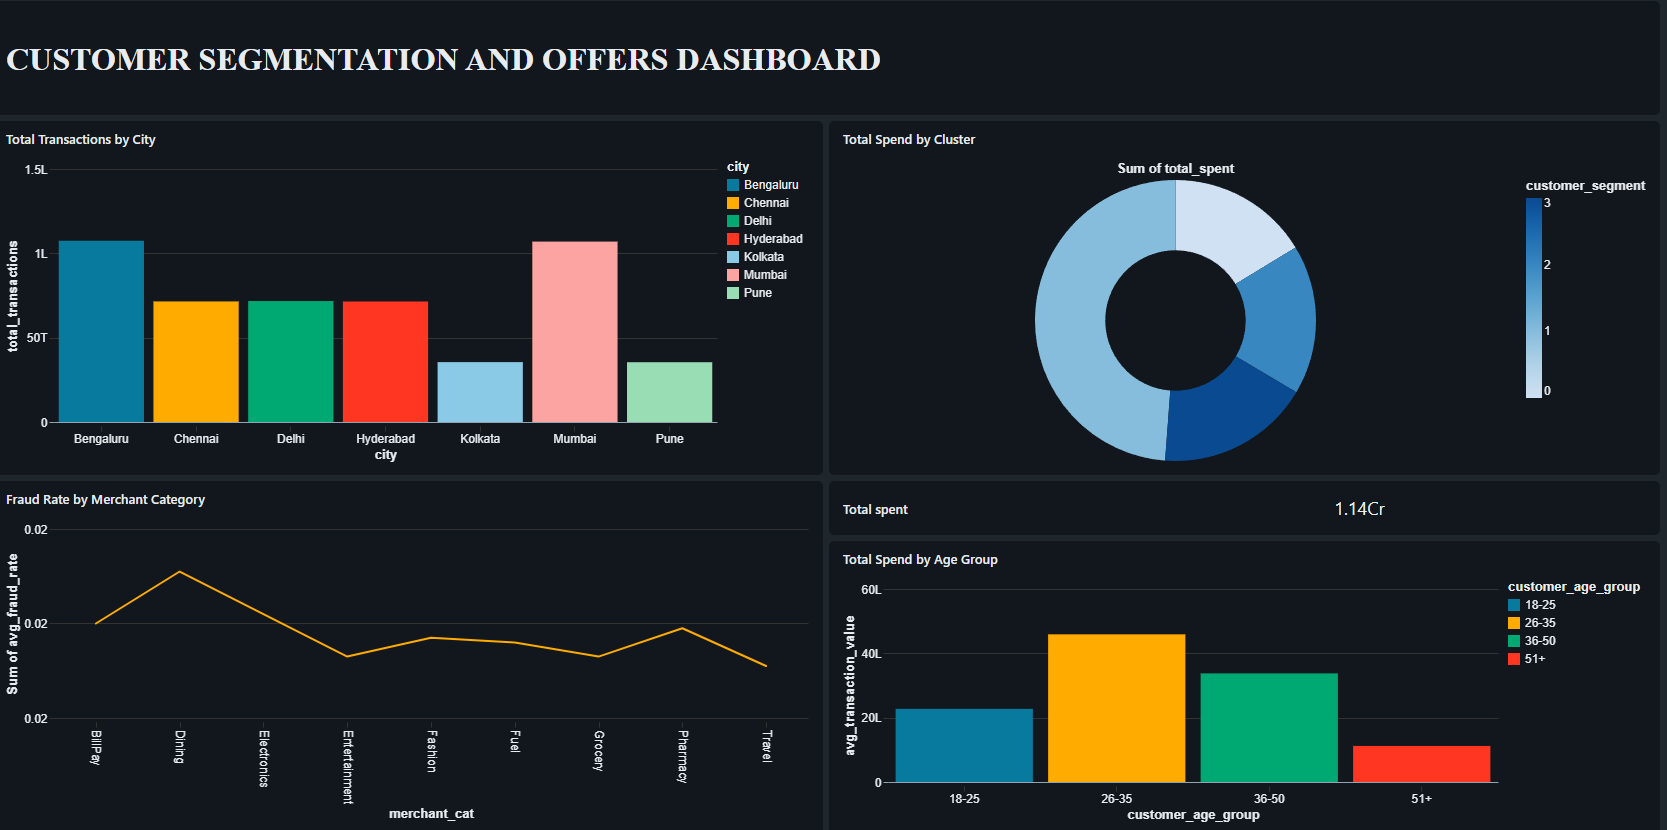 CUSTOMER SEGMENTATION AND OFFERS DASHBOARD
Total Transactions by City
1.5L
1L
50T
0
total_transactions
Bengaluru
Chennai
Delhi
Hyderabad
Kolkata
Mumbai
Pune
city
city
Bengaluru
Chennai
Delhi
Hyderabad
Kolkata
Mumbai
Pune
Total Spend by Cluster
Sum of total_spent
customer_segment
3
2
1
0
Fraud Rate by Merchant Category
0.02
0.02
0.02
Sum of avg_fraud_rate
BillPay
Dining
Electronics
Entertainment
Fashion
Fuel
Grocery
Pharmacy
Travel
merchant_cat
Total spent
1.14Cr
Total Spend by Age Group
60L
40L
20L
0
avg_transaction_value
18-25
26-35
36-50
51+
customer_age_group
customer_age_group
18-25
26-35
36-50
51+